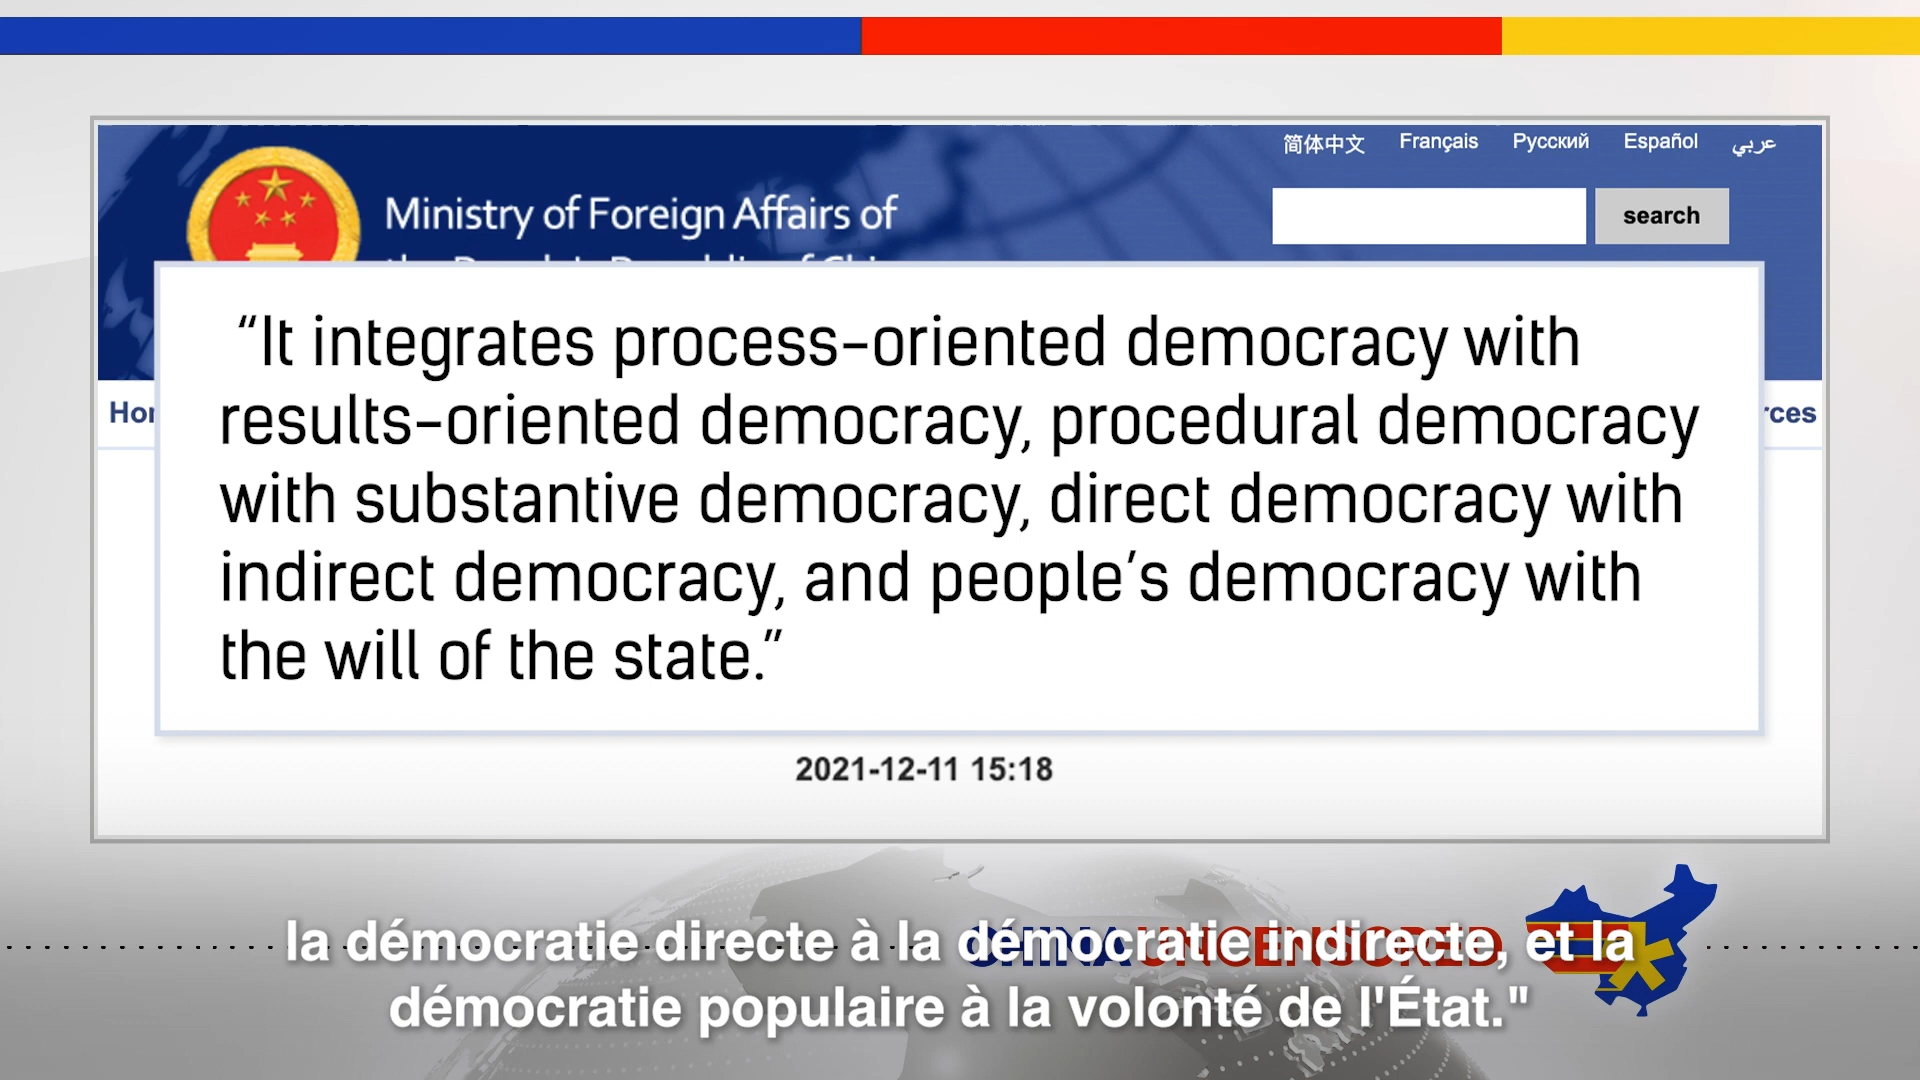 简体中文 Français Русский Español عربي
Ministry of Foreign Affairs of
search
“It integrates process-oriented democracy with
results-oriented democracy, procedural democracy
with substantive democracy, direct democracy with
indirect democracy, and people’s democracy with
the will of the state.”
2021-12-11 15:18
CHINA UNCENSORED
la démocratie directe à la démocratie indirecte, et la
démocratie populaire à la volonté de l'État."